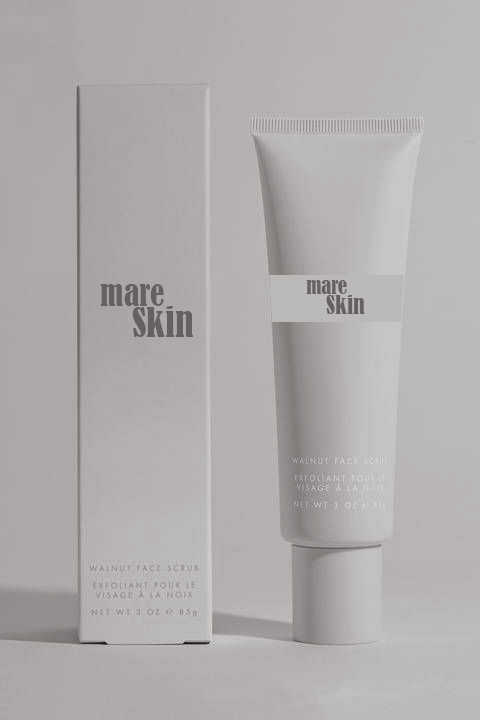 mare
Skin
WALNUT FACE SCRUB
EXFOLIANT POUR LE
VISAGE À LA NOIX
NET WT 3 OZ ℮ 85g
mare
Skin
WALNUT FACE SCRUB
EXFOLIANT POUR LE
VISAGE À LA NOIX
NET WT 3 OZ ℮ 85g